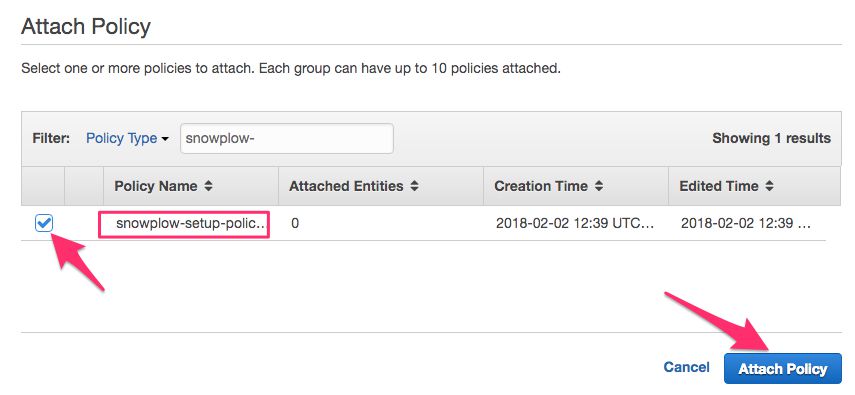 Attach Policy
Select one or more policies to attach. Each group can have up to 10 policies attached.
Filter: Policy Type snowplow- Showing 1 results
Policy Name Attached Entities Creation Time Edited Time
snowplow-setup-polic... 0 2018-02-02 12:39 UTC... 2018-02-02 12:39 ...
Cancel Attach Policy